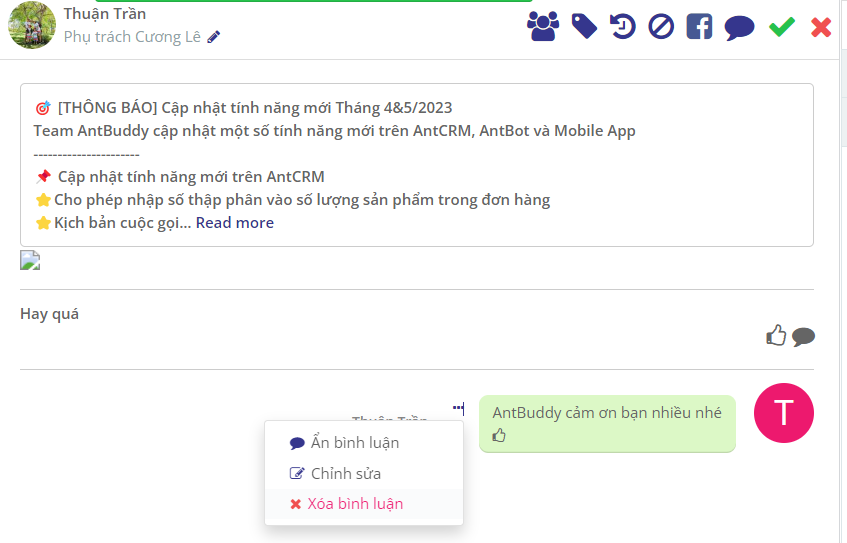 Thuận Trần
Phụ trách Cương Lê
[THÔNG BÁO] Cập nhật tính năng mới Tháng 4&5/2023
Team AntBuddy cập nhật một số tính năng mới trên AntCRM, AntBot và Mobile App
----------------------
Cập nhật tính năng mới trên AntCRM
Cho phép nhập số thập phân vào số lượng sản phẩm trong đơn hàng
Kịch bản cuộc gọi... Read more
Hay quá
AntBuddy cảm ơn bạn nhiều nhé
T
Thuận Trần
Ẩn bình luận
Chỉnh sửa
Xóa bình luận